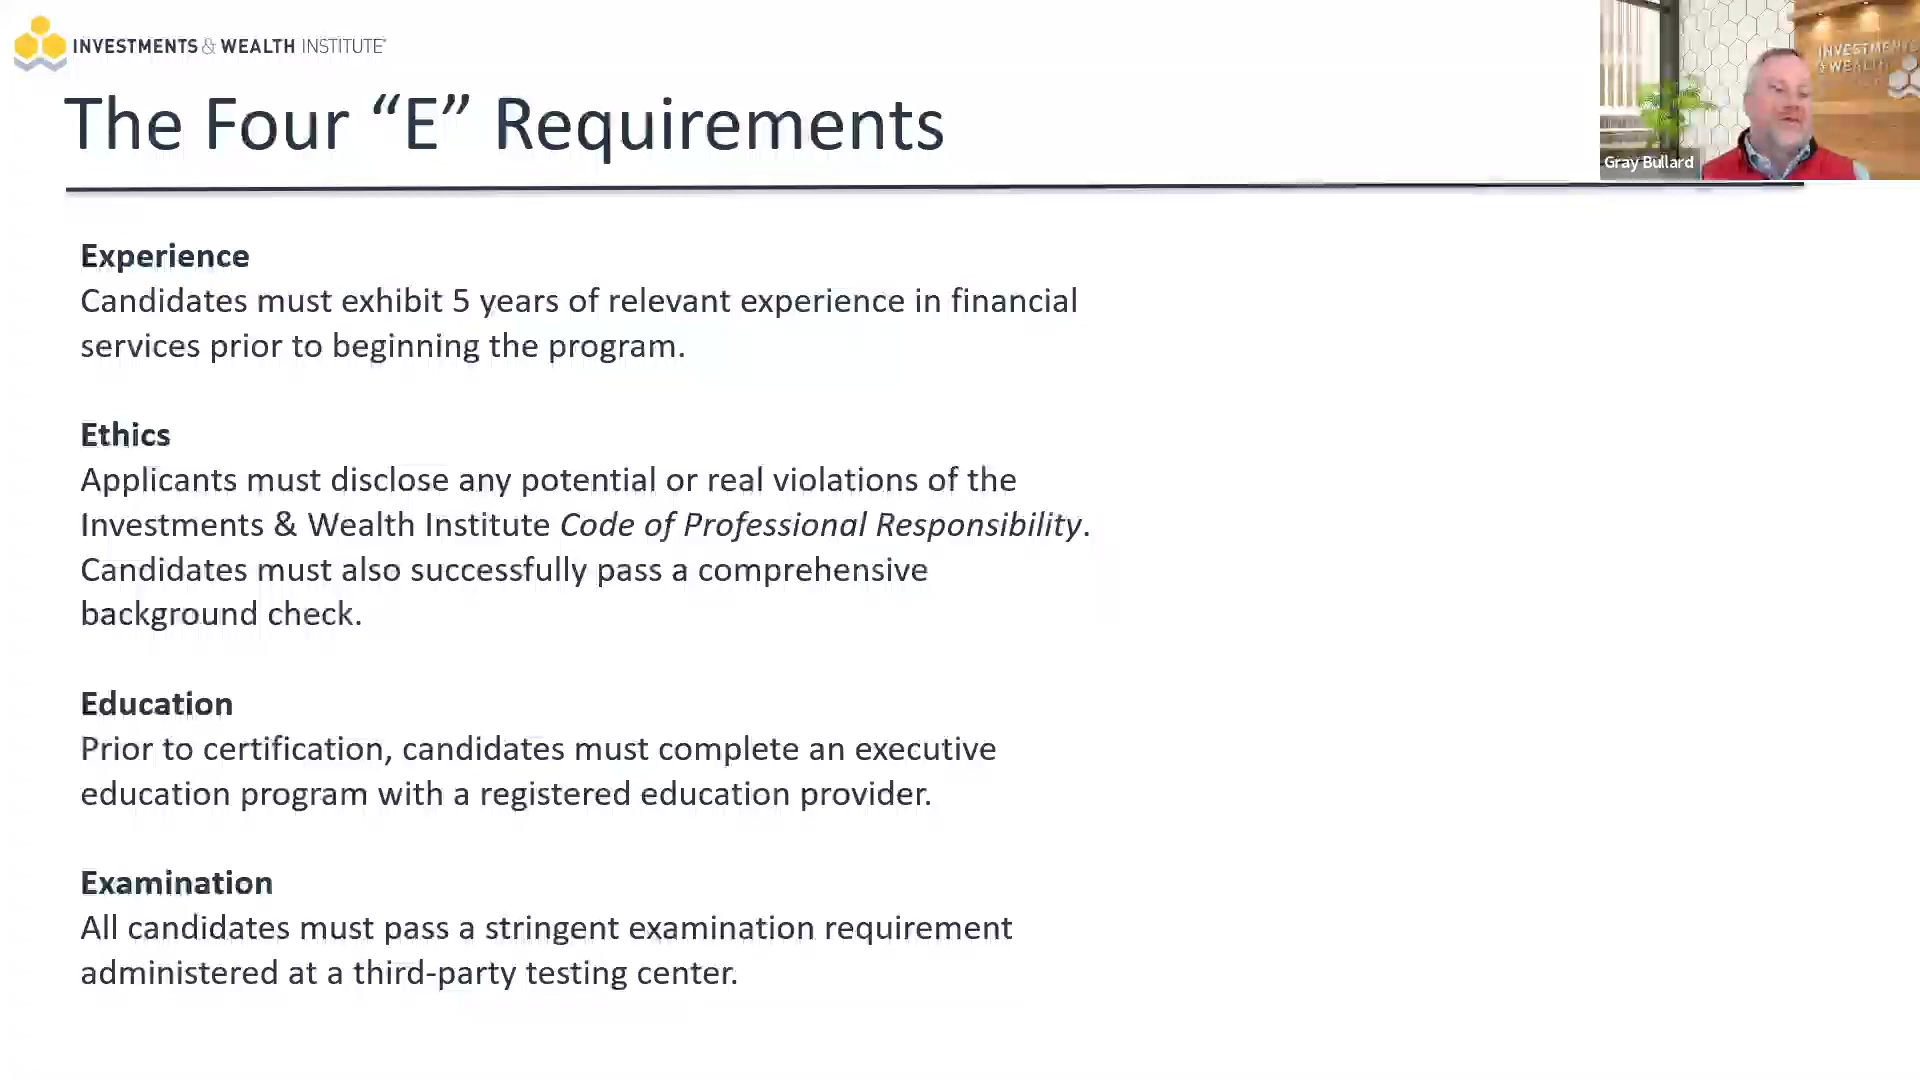 INVESTMENTS & WEALTH INSTITUTE
The Four “E” Requirements
INVESTMENTS
& WEALTH
Gray Bullard
Experience
Candidates must exhibit 5 years of relevant experience in financial
services prior to beginning the program.
Ethics
Applicants must disclose any potential or real violations of the
Investments & Wealth Institute Code of Professional Responsibility.
Candidates must also successfully pass a comprehensive
background check.
Education
Prior to certification, candidates must complete an executive
education program with a registered education provider.
Examination
All candidates must pass a stringent examination requirement
administered at a third-party testing center.